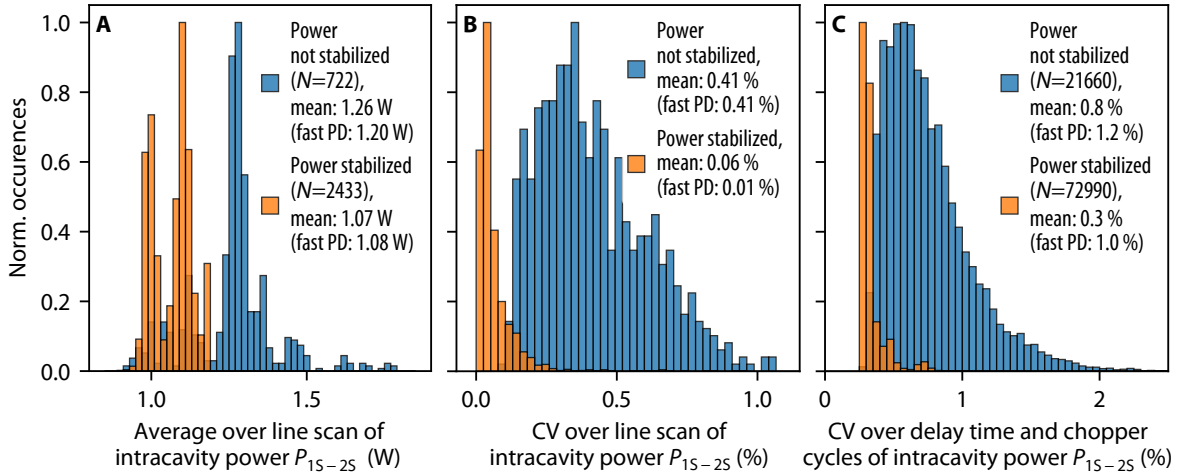 Norm. occurences
1.0
0.8
0.6
0.4
0.2
0.0
A
Power
not stabilized
(N=722),
mean: 1.26 W
(fast PD: 1.20 W)
Power stabilized
(N=2433),
mean: 1.07 W
(fast PD: 1.08 W)
1.0
1.5
Average over line scan of
intracavity power P1S – 2S (W)
B
Power
not stabilized,
mean: 0.41 %
(fast PD: 0.41 %)
Power stabilized,
mean: 0.06 %
(fast PD: 0.01 %)
0.0
0.5
1.0
CV over line scan of
intracavity power P1S – 2S (%)
C
Power
not stabilized
(N=21660),
mean: 0.8 %
(fast PD: 1.2 %)
Power stabilized
(N=72990),
mean: 0.3 %
(fast PD: 1.0 %)
0
1
2
CV over delay time and chopper
cycles of intracavity power P1S – 2S (%)